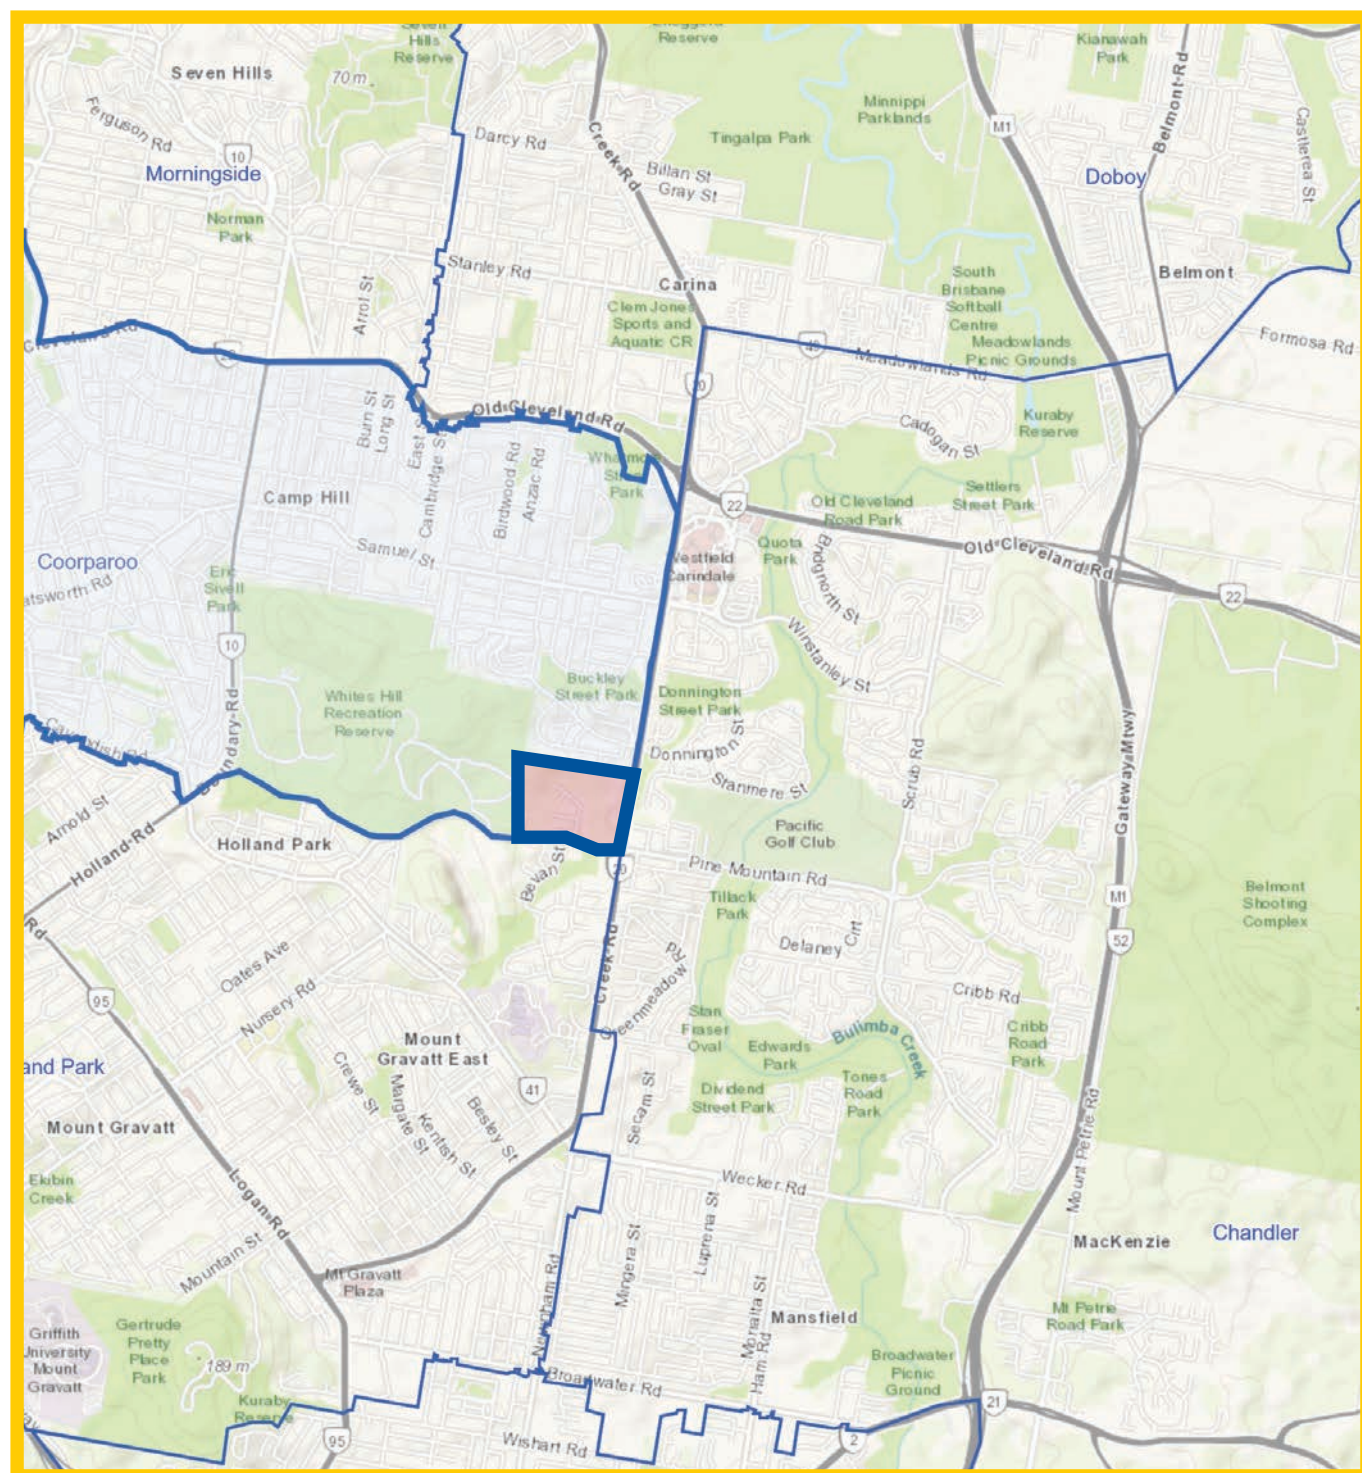 Hills
Reserve
Reserve
Kianawah
Park
Seven Hills
70 m
Belmont Rd
Ferguson Rd
Darcy Rd
Creek Rd
Minnippi
Parklands
M1
Castlerea St
10
Tingalpa Park
Morningside
Billan St
Gray St
Doboy
Norman
Park
Stanley Rd
Arrol St
Carina
South
Brisbane
Softball
Centre
Belmont
Clem Jones
Sports and
Aquatic CR
Meadowlands
Picnic Grounds
Formosa Rd
Cleveland Rd
Meadowlands Rd
Old Cleveland Rd
Burn St
Long St
Cadogan St
Kuraby
Reserve
Cambridge St
Birdwood Rd
Anzac Rd
Park
Camp Hill
22
Old Cleveland
Road Park
Settlers
Street Park
Samuel St
Quota
Park
Old Cleveland Rd
Coorparoo
Westfield
Carindale
Bridgnorth St
22
Sivell
Park
10
Winstanley St
Buckley
Street Park
Donnington
Street Park
Whites Hill
Recreation
Reserve
Boundary Rd
Donnington St
Stanmere St
Scrub Rd
Gateway Mtwy
Arnold St
Holland Rd
Holland Park
Pacific
Golf Club
Bevan St
20
Pine Mountain Rd
Tillack
Park
M1
Belmont
Shooting
Complex
Rd
Delaney
Crt
52
Oates Ave
Creek Rd
Greenmeadow Rd
95
Nursery Rd
Cribb Rd
Stan
Fraser
Oval
Bulimba Creek
Cribb
Road
Park
Mount
Gravatt East
Edwards
Park
and Park
Crewe St
Margate St
Kentish St
Besley St
41
Secam St
Dividend
Street Park
Tones
Road
Park
Mount Gravatt
Mount Petrie Rd
Ekibin
Creek
Logan Rd
Wecker Rd
Luprena St
Mountain St
Mingera St
MacKenzie
Chandler
Mt Gravatt
Plaza
Newnham Rd
Monalta St
Ham Rd
Mansfield
Mt Petrie
Road Park
Griffith
University
Mount
Gravatt
Gertrude
Pretty
Place
Park
189 m
Broadwater
Picnic
Ground
Broadwater Rd
Kuraby
Reserve
21
95
Wishart Rd
2